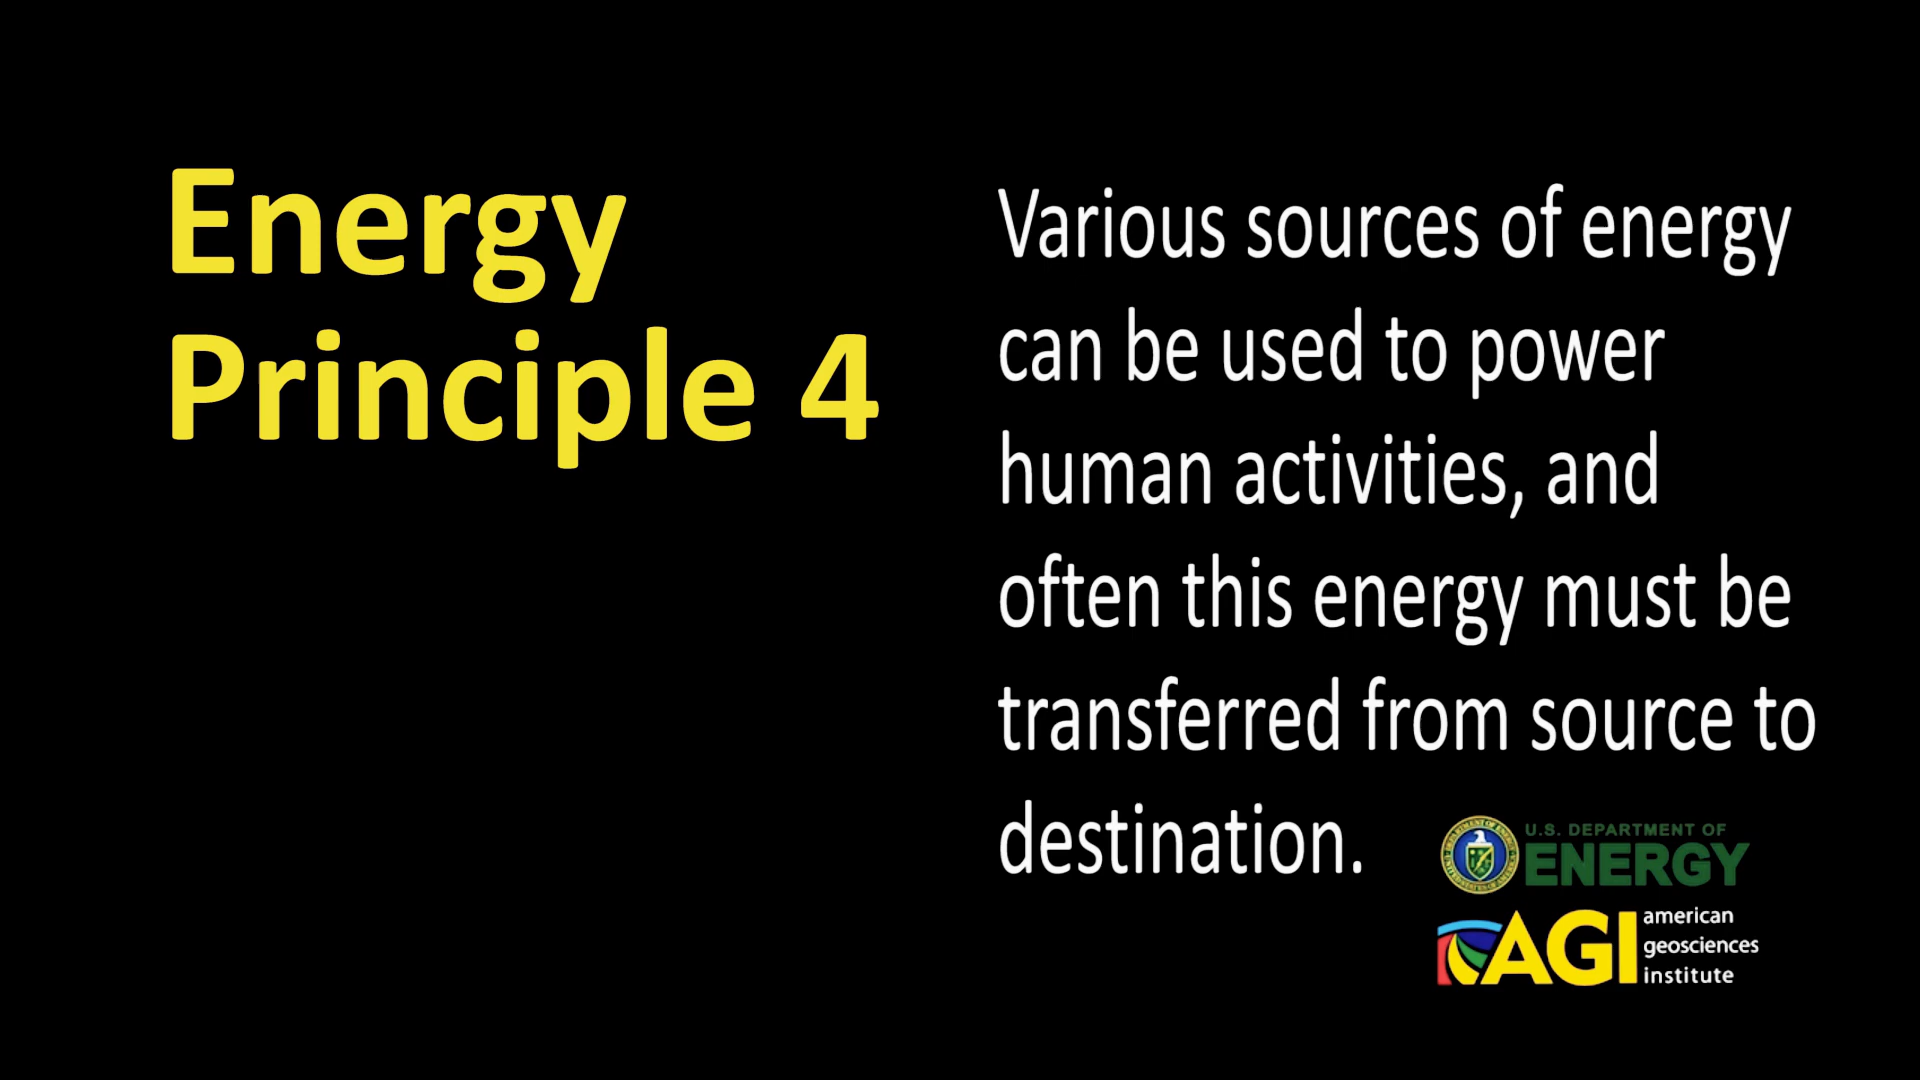 Energy
Principle 4
Various sources of energy
can be used to power
human activities, and
often this energy must be
transferred from source to
destination.
U.S. DEPARTMENT OF
ENERGY
AGI
american
geosciences
institute